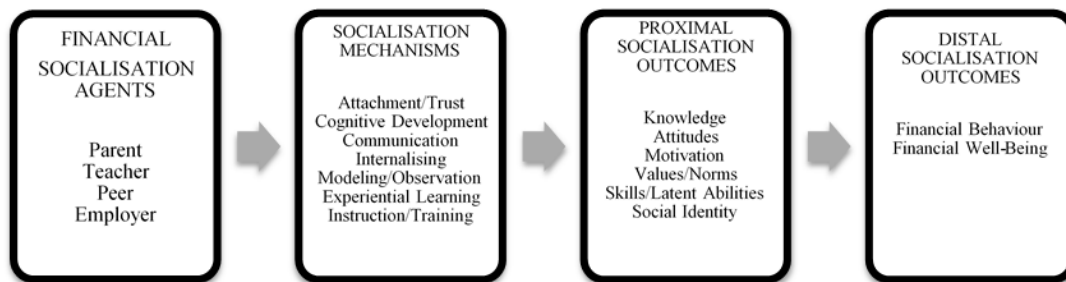 FINANCIAL
SOCIALISATION
AGENTS
Parent
Teacher
Peer
Employer
SOCIALISATION
MECHANISMS
Attachment/Trust
Cognitive Development
Communication
Internalising
Modeling/Observation
Experiential Learning
Instruction/Training
PROXIMAL
SOCIALISATION
OUTCOMES
Knowledge
Attitudes
Motivation
Values/Norms
Skills/Latent Abilities
Social Identity
DISTAL
SOCIALISATION
OUTCOMES
Financial Behaviour
Financial Well-Being